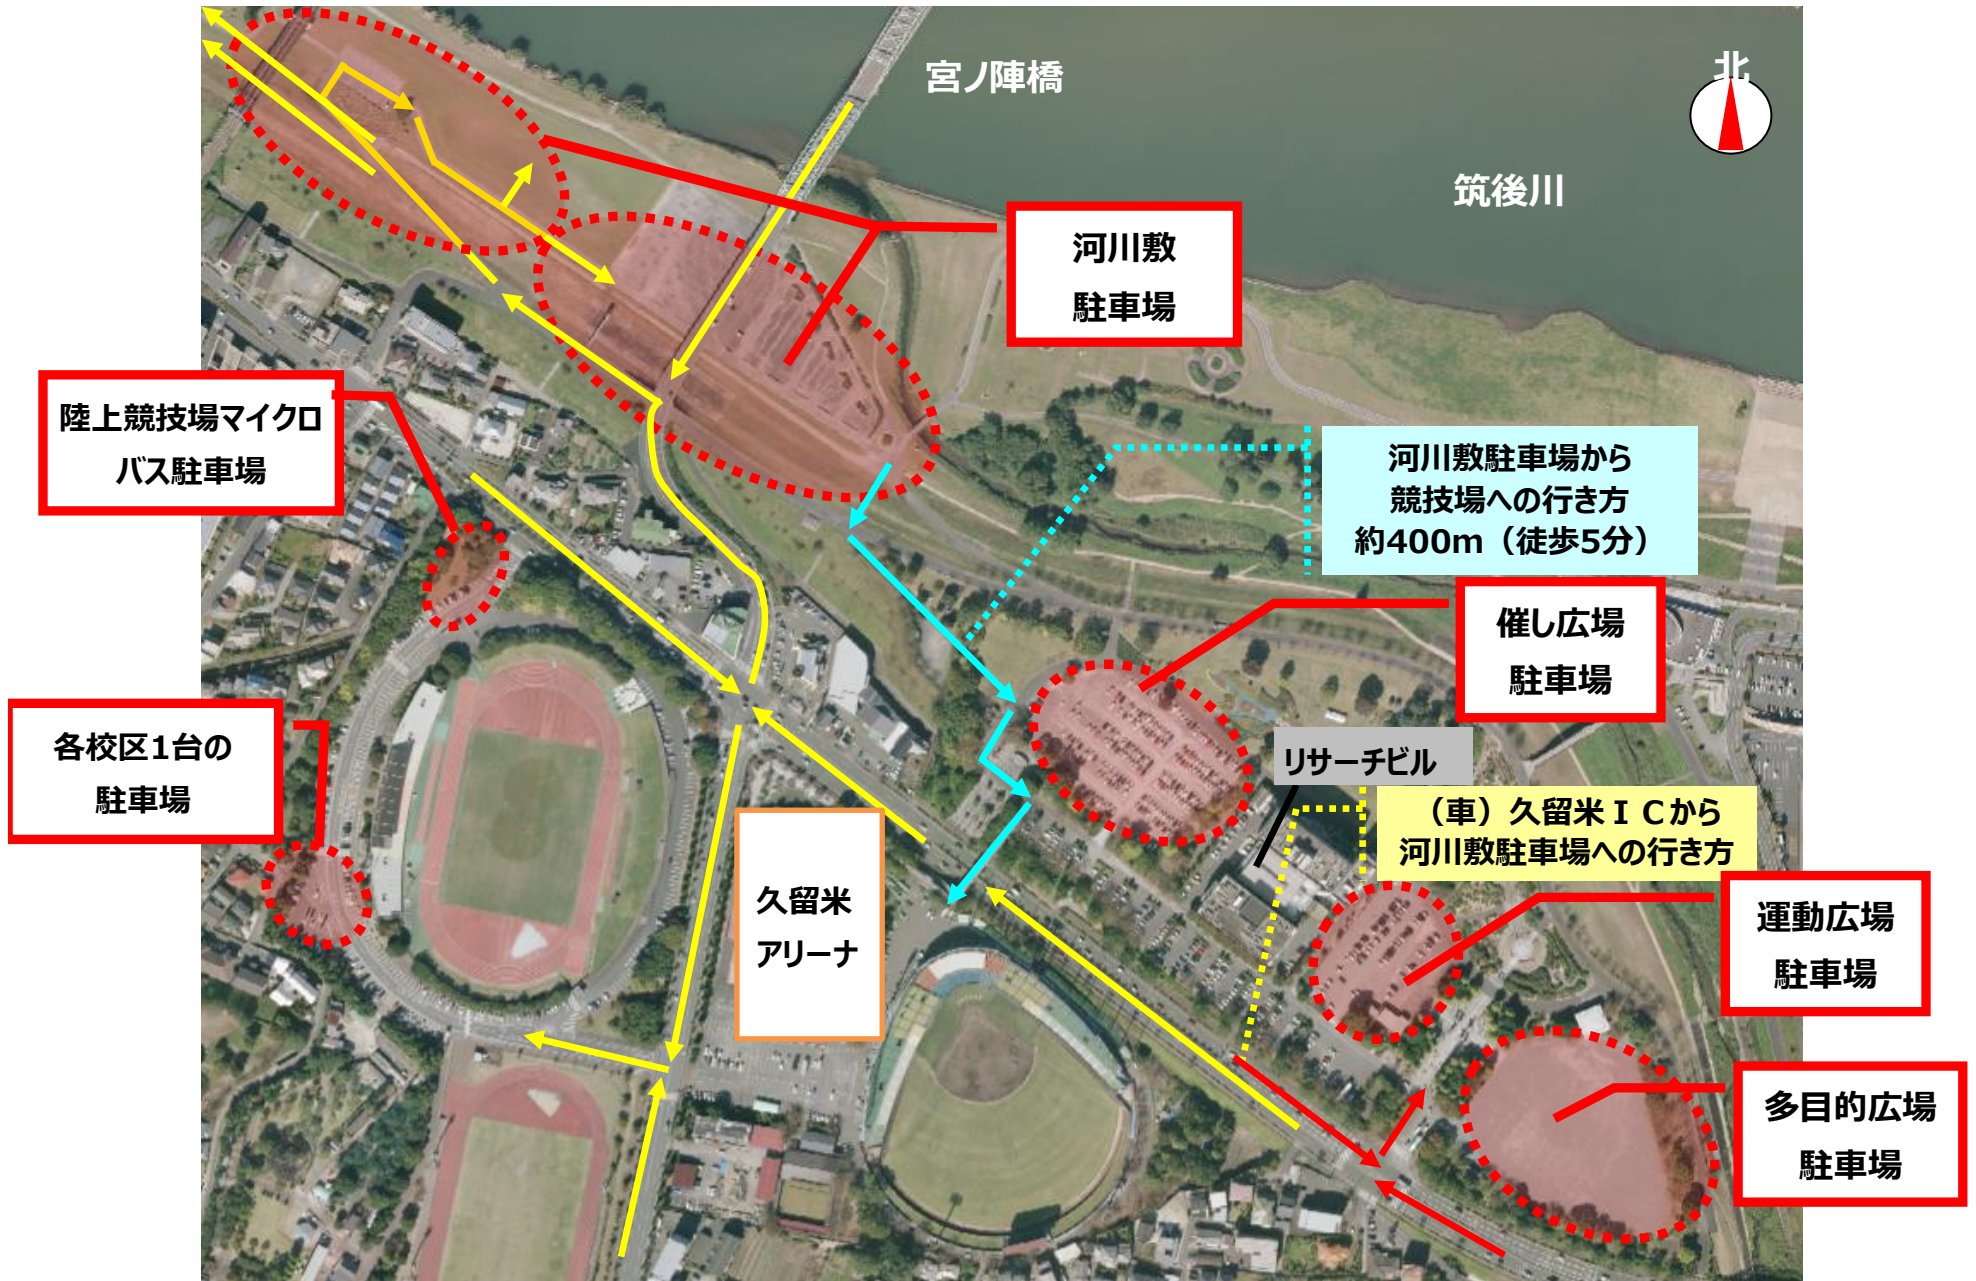 宮ノ陣橋
北
筑後川
河川敷
駐車場
陸上競技場マイクロ
バス駐車場
河川敷駐車場から
競技場への行き方
約400m（徒歩5分）
催し広場
駐車場
各校区1台の
駐車場
リサーチビル
（車）久留米ＩＣから
河川敷駐車場への行き方
久留米
アリーナ
運動広場
駐車場
多目的広場
駐車場